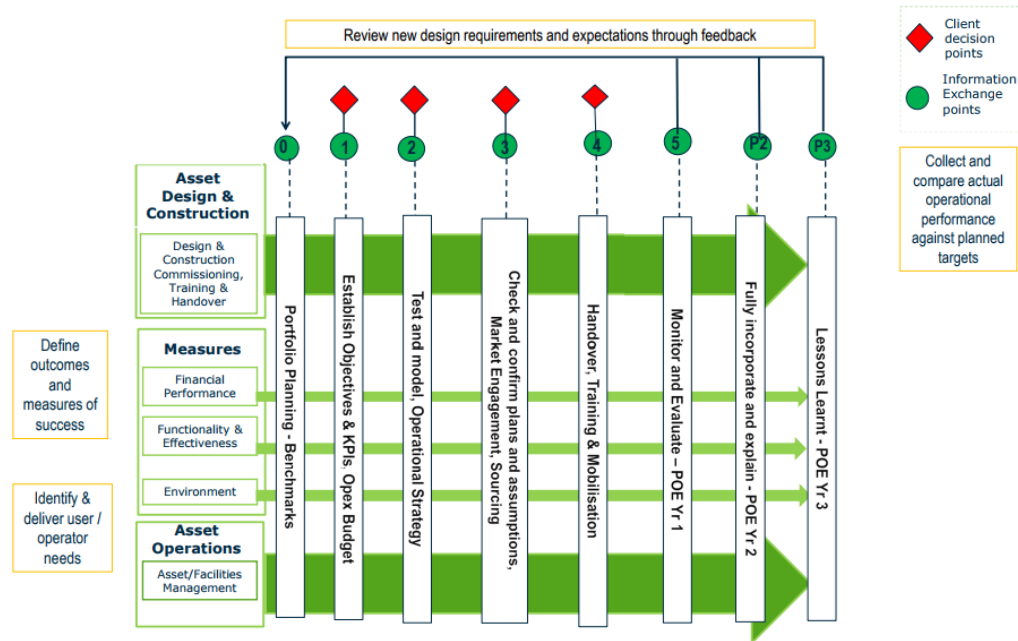 Review new design requirements and expectations through feedback
Client
decision
points
Information
Exchange
points
0
1
2
3
4
5
P2
P3
Collect and
compare actual
operational
performance
against planned
targets
Asset
Design &
Construction
Design &
Construction
Commissioning,
Training &
Handover
Define
outcomes
and
measures of
success
Measures
Financial
Performance
Functionality &
Effectiveness
Environment
Identify &
deliver user /
operator
needs
Asset
Operations
Asset/Facilities
Management
Portfolio Planning - Benchmarks
Establish Objectives & KPIs, Opex Budget
Test and model, Operational Strategy
Check and confirm plans and assumptions,
Market Engagement, Sourcing
Handover, Training & Mobilisation
Monitor and Evaluate – POE Yr 1
Fully incorporate and explain - POE Yr 2
Lessons Learnt - POE Yr 3